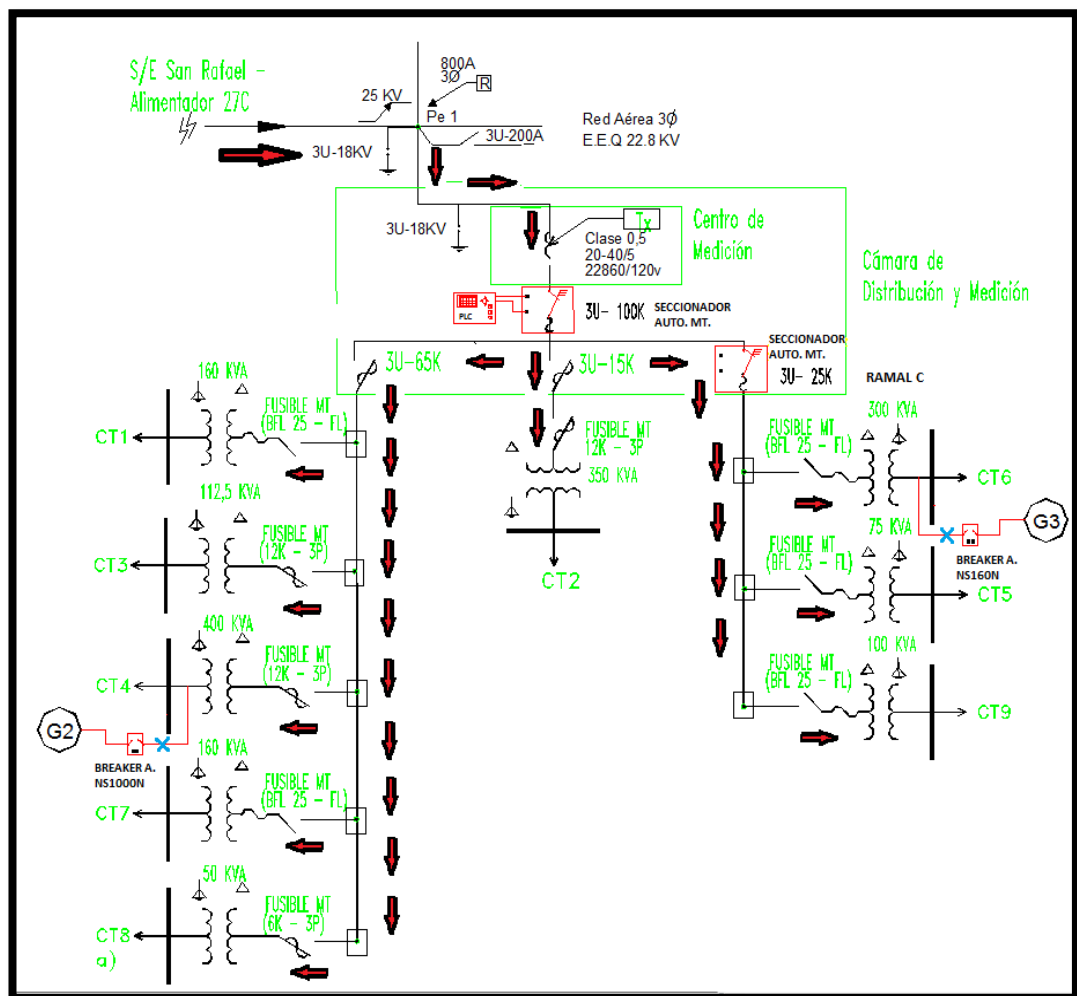 S/E San Rafael -
Alimentador 27C
800A
3Ø
R
25 KV
Pe 1
Red Aérea 3Ø
E.E.Q 22.8 KV
3U-200A
3U-18KV
3U-18KV
Tx
Clase 0,5
20-40/5
22860/120v
Centro de
Medición
Cámara de
Distribución y Medición
PLC
3U- 100K
SECCIONADOR
AUTO. MT.
SECCIONADOR
AUTO. MT.
3U-65K
3U-15K
3U- 25K
RAMAL C
160 KVA
FUSIBLE MT
(BFL 25 - FL)
CT1
FUSIBLE MT
12K - 3P
350 KVA
CT2
FUSIBLE MT
(BFL 25 - FL)
300 KVA
CT6
G3
BREAKER A.
NS160N
112,5 KVA
FUSIBLE MT
(12K - 3P)
CT3
75 KVA
FUSIBLE MT
(BFL 25 - FL)
CT5
400 KVA
FUSIBLE MT
(12K - 3P)
CT4
G2
BREAKER A.
NS1000N
100 KVA
FUSIBLE MT
(BFL 25 - FL)
CT9
160 KVA
FUSIBLE MT
(BFL 25 - FL)
CT7
50 KVA
FUSIBLE MT
(6K - 3P)
CT8
a)